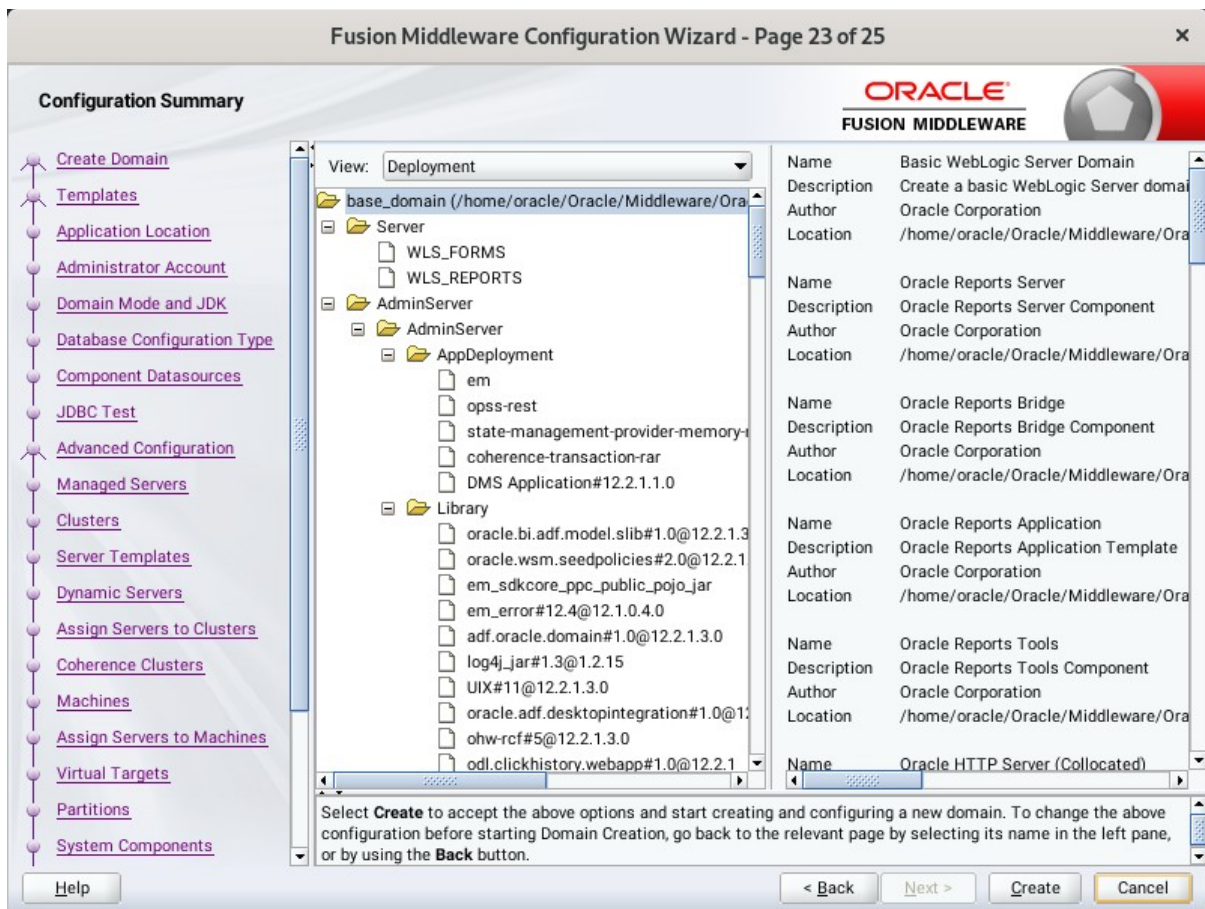 Fusion Middleware Configuration Wizard - Page 23 of 25
Configuration Summary
ORACLE
FUSION MIDDLEWARE
Create Domain
Templates
Application Location
Administrator Account
Domain Mode and JDK
Database Configuration Type
Component Datasources
JDBC Test
Advanced Configuration
Managed Servers
Clusters
Server Templates
Dynamic Servers
Assign Servers to Clusters
Coherence Clusters
Machines
Assign Servers to Machines
Virtual Targets
Partitions
System Components
View: Deployment
base_domain (/home/oracle/Oracle/Middleware/Ora
Server
WLS_FORMS
WLS_REPORTS
AdminServer
AdminServer
AppDeployment
em
opss-rest
state-management-provider-memory-r
coherence-transaction-rar
DMS Application#12.2.1.1.0
Library
oracle.bi.adf.model.slib#1.0@12.2.1.3
oracle.wsm.seedpolicies#2.0@12.2.1.
em_sdkcore_ppc_public_pojo_jar
em_error#12.4@12.1.0.4.0
adf.oracle.domain#1.0@12.2.1.3.0
log4j_jar#1.3@1.2.15
UIX#11@12.2.1.3.0
oracle.adf.desktopintegration#1.0@12
ohw-rcf#5@12.2.1.3.0
odl.clickhistory.webapp#1.0@12.2.1
Name Basic WebLogic Server Domain
Description Create a basic WebLogic Server domai
Author Oracle Corporation
Location /home/oracle/Oracle/Middleware/Ora
Name Oracle Reports Server
Description Oracle Reports Server Component
Author Oracle Corporation
Location /home/oracle/Oracle/Middleware/Ora
Name Oracle Reports Bridge
Description Oracle Reports Bridge Component
Author Oracle Corporation
Location /home/oracle/Oracle/Middleware/Ora
Name Oracle Reports Application
Description Oracle Reports Application Template
Author Oracle Corporation
Location /home/oracle/Oracle/Middleware/Ora
Name Oracle Reports Tools
Description Oracle Reports Tools Component
Author Oracle Corporation
Location /home/oracle/Oracle/Middleware/Ora
Name Oracle HTTP Server (Collocated)
Select Create to accept the above options and start creating and configuring a new domain. To change the above
configuration before starting Domain Creation, go back to the relevant page by selecting its name in the left pane,
or by using the Back button.
Help
< Back
Next >
Create
Cancel